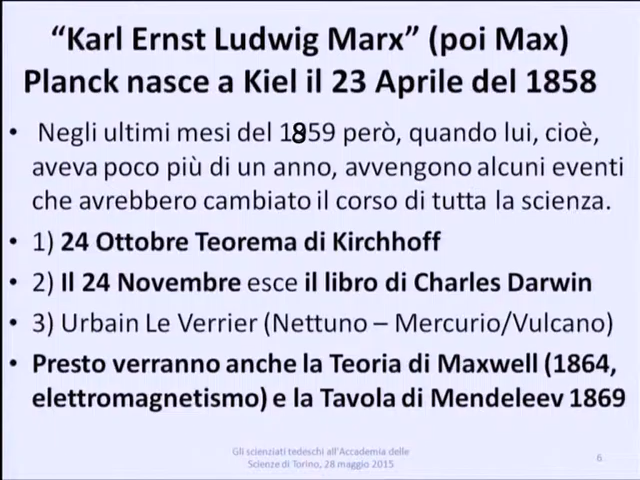 “Karl Ernst Ludwig Marx” (poi Max)
Planck nasce a Kiel il 23 Aprile del 1858
• Negli ultimi mesi del 1859 però, quando lui, cioè,
aveva poco più di un anno, avvengono alcuni eventi
che avrebbero cambiato il corso di tutta la scienza.
• 1) 24 Ottobre Teorema di Kirchhoff
• 2) Il 24 Novembre esce il libro di Charles Darwin
• 3) Urbain Le Verrier (Nettuno – Mercurio/Vulcano)
• Presto verranno anche la Teoria di Maxwell (1864,
elettromagnetismo) e la Tavola di Mendeleev 1869
Gli scienziati tedeschi all'Accademia delle
Scienze di Torino, 28 maggio 2015
6